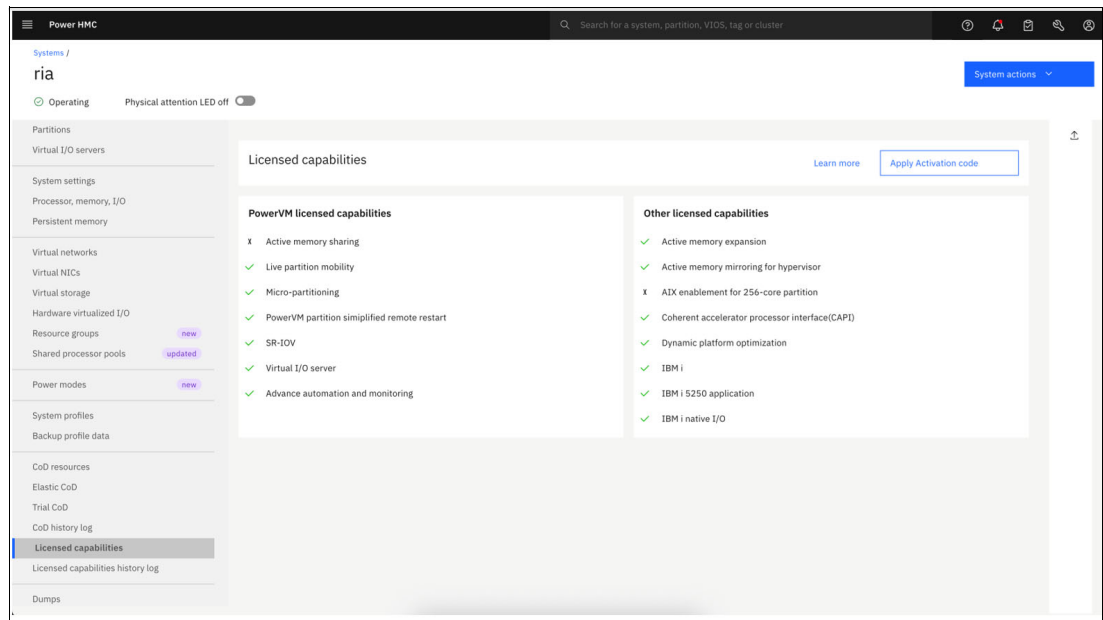 Power HMC
Search for a system, partition, VIOS, tag or cluster
Systems /
ria
System actions
Operating
Physical attention LED off
Partitions
Virtual I/O servers
System settings
Processor, memory, I/O
Persistent memory
Virtual networks
Virtual NICs
Virtual storage
Hardware virtualized I/O
Resource groups new
Shared processor pools updated
Power modes new
System profiles
Backup profile data
CoD resources
Elastic CoD
Trial CoD
CoD history log
Licensed capabilities
Licensed capabilities history log
Dumps
Licensed capabilities
Learn more
Apply Activation code
PowerVM licensed capabilities
x Active memory sharing
✓ Live partition mobility
✓ Micro-partitioning
✓ PowerVM partition simiplified remote restart
✓ SR-IOV
✓ Virtual I/O server
✓ Advance automation and monitoring
Other licensed capabilities
✓ Active memory expansion
✓ Active memory mirroring for hypervisor
x AIX enablement for 256-core partition
✓ Coherent accelerator processor interface(CAPI)
✓ Dynamic platform optimization
✓ IBM i
✓ IBM i 5250 application
✓ IBM i native I/O